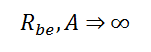 R_be, A ⇒ ∞